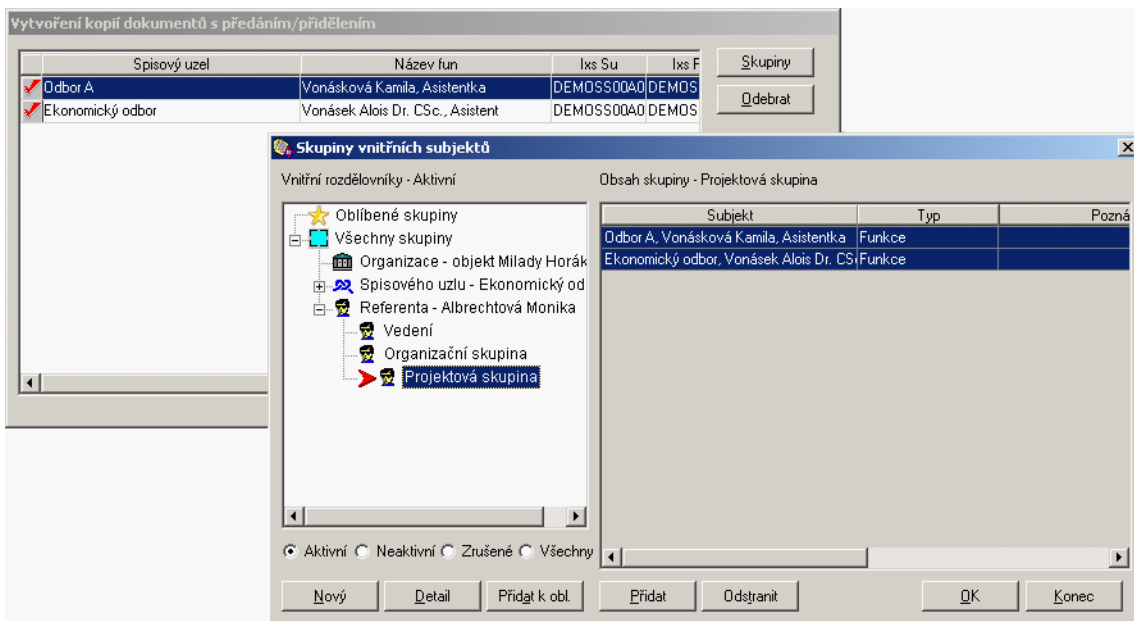 Vytvoření kopií dokumentů s předáním/přidělením
Spisový uzel Název fun Ixs Su Ixs F
Odbor A Vonásková Kamila, Asistentka DEMOSS00A0 DEMOS
Ekonomický odbor Vonásek Alois Dr. CSc., Asistent DEMOSS00A0 DEMOS
Skupiny
Odebrat
Skupiny vnitřních subjektů
Vnitřní rozdělovníky - Aktivní
Oblíbené skupiny
Všechny skupiny
Organizace - objekt Milady Horák
Spisového uzlu - Ekonomický od
Referenta - Albrechtová Monika
Vedení
Organizační skupina
Projektová skupina
Aktivní Neaktivní Zrušené Všechny
Nový Detail Přidat k obl.
Obsah skupiny - Projektová skupina
Subjekt Typ Pozná
Odbor A, Vonásková Kamila, Asistentka Funkce
Ekonomický odbor, Vonásek Alois Dr. CS Funkce
Přidat Odstranit OK Konec